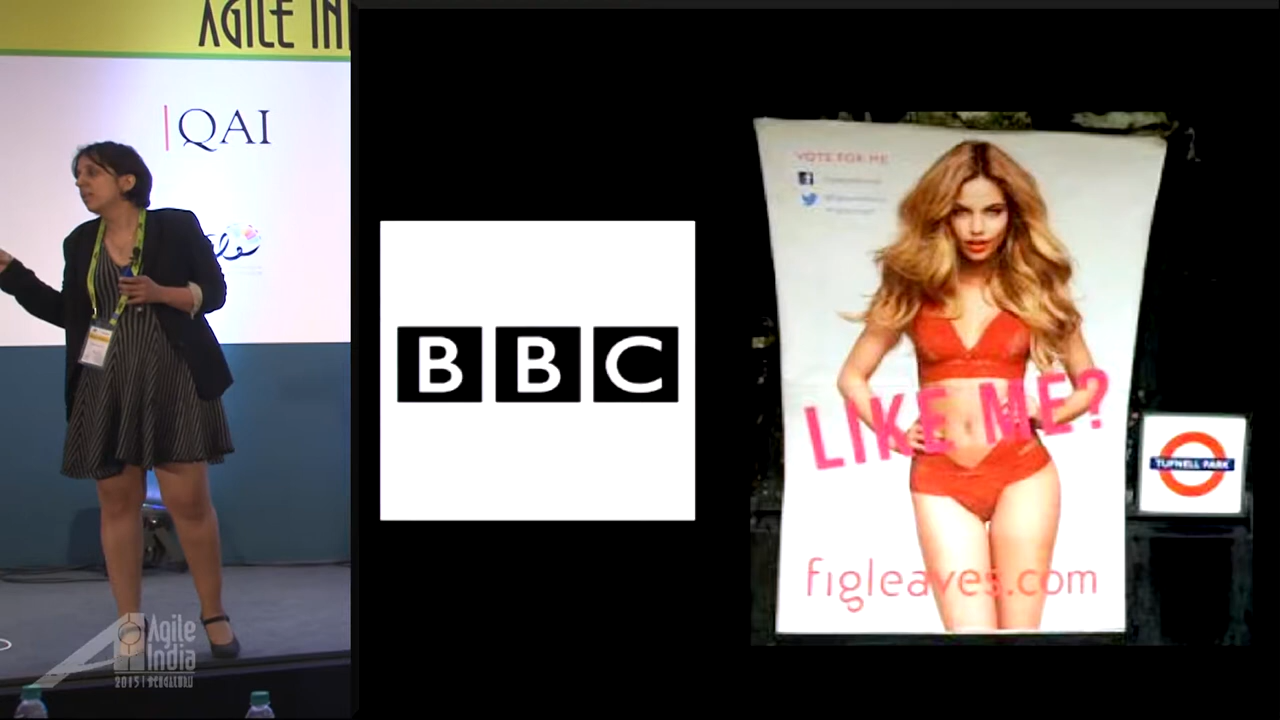 AGILE IN
QAI
Agile
India
2015 | BENGALURU
BBC
VOTE FOR ME
LIKE ME?
figleaves.com
TUFNELL PARK